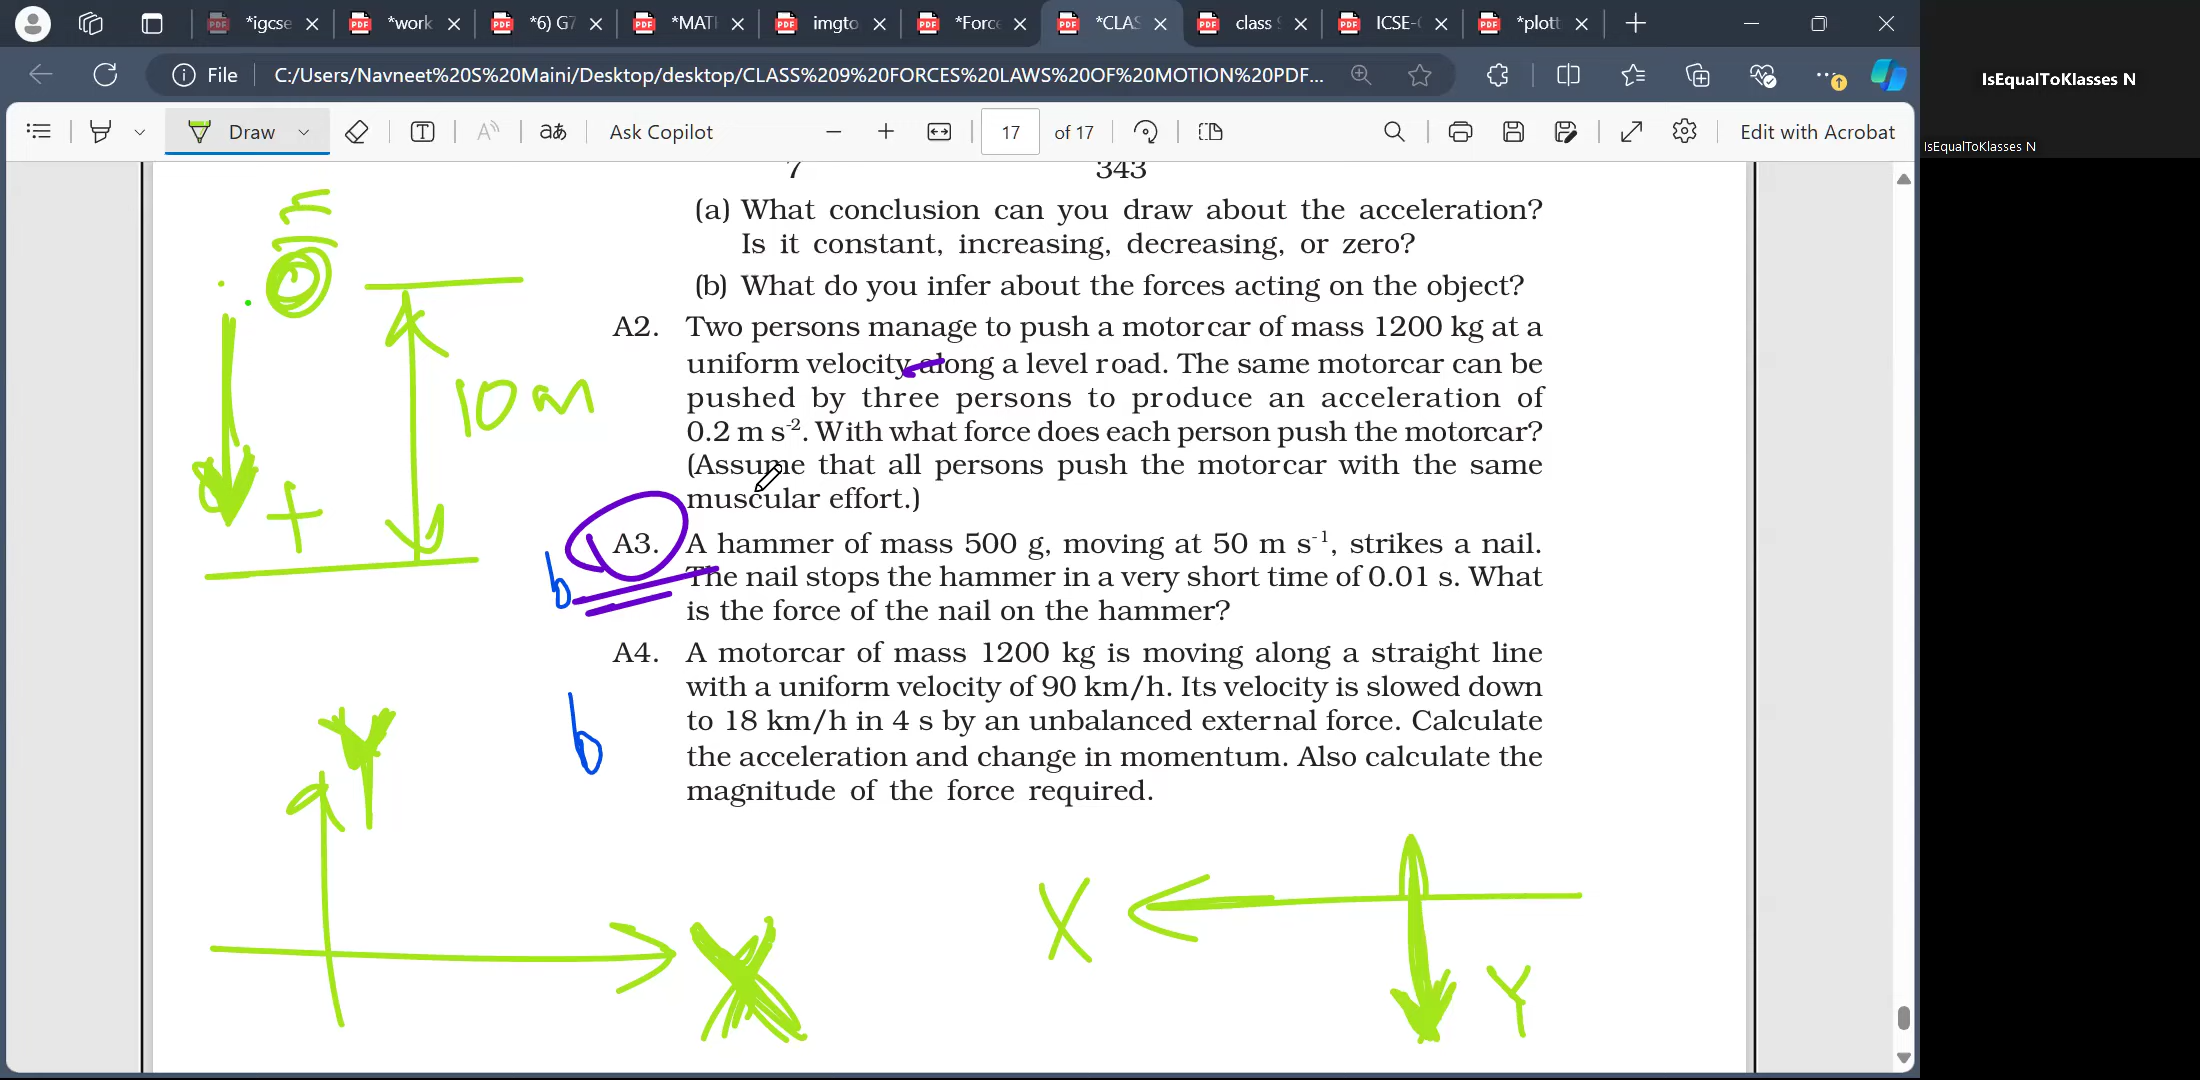 *igcse
*work
*6) G7
*MATH
imgto
*Force
*CLAS
class 9
ICSE-
*plott
File
C:/Users/Navneet%20S%20Maini/Desktop/desktop/CLASS%209%20FORCES%20LAWS%20OF%20MOTION%20PDF...
Draw
Ask Copilot
17 of 17
Edit with Acrobat
IsEqualToKlasses N
IsEqualToKlasses N
7 343
(a) What conclusion can you draw about the acceleration?
Is it constant, increasing, decreasing, or zero?
(b) What do you infer about the forces acting on the object?
A2. Two persons manage to push a motorcar of mass 1200 kg at a
uniform velocity along a level road. The same motorcar can be
pushed by three persons to produce an acceleration of
0.2 m s-2. With what force does each person push the motorcar?
(Assume that all persons push the motorcar with the same
muscular effort.)
A3. A hammer of mass 500 g, moving at 50 m s-1, strikes a nail.
The nail stops the hammer in a very short time of 0.01 s. What
is the force of the nail on the hammer?
A4. A motorcar of mass 1200 kg is moving along a straight line
with a uniform velocity of 90 km/h. Its velocity is slowed down
to 18 km/h in 4 s by an unbalanced external force. Calculate
the acceleration and change in momentum. Also calculate the
magnitude of the force required.
10 m
+
b
b
Y
X
X
Y